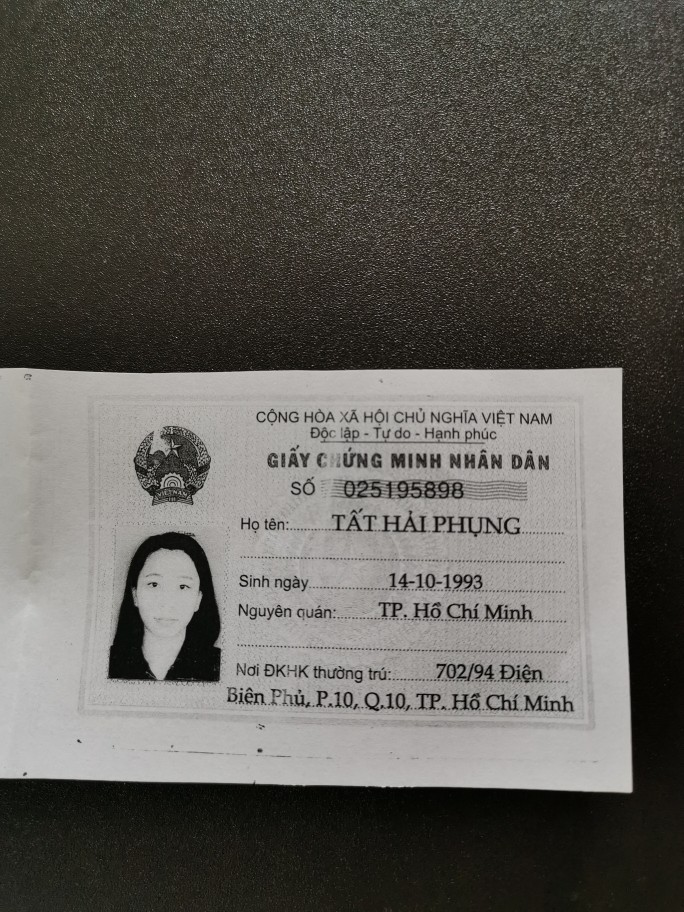 CỘNG HÒA XÃ HỘI CHỦ NGHĨA VIỆT NAM
Độc lập - Tự do - Hạnh phúc
GIẤY CHỨNG MINH NHÂN DÂN
SỐ 025195898
VIỆT NAM
Họ tên: TẤT HẢI PHỤNG
Sinh ngày 14-10-1993
Nguyên quán: TP. Hồ Chí Minh
Nơi ĐKHK thường trú: 702/94 Điện
Biên Phủ, P.10, Q.10, TP. Hồ Chí Minh